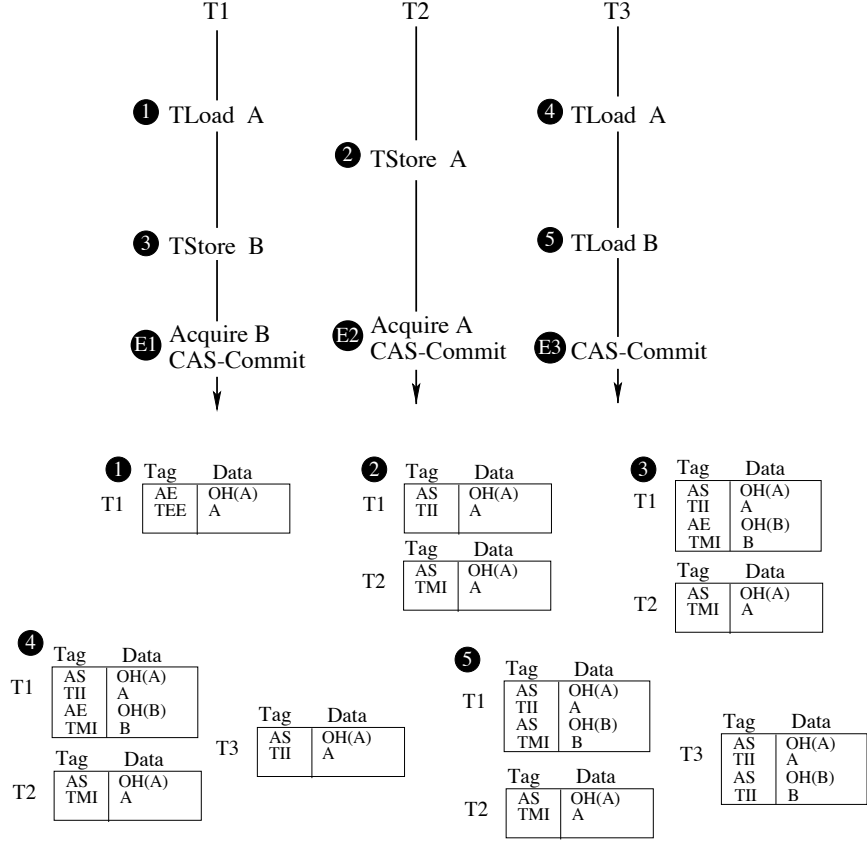 T1 T2 T3
1 TLoad A
4 TLoad A
2 TStore A
3 TStore B
5 TLoad B
E1 Acquire B
CAS-Commit
E2 Acquire A
CAS-Commit
E3 CAS-Commit
1
Tag Data
T1
AE OH(A)
TEE A
2
Tag Data
T1
AS OH(A)
TII A
Tag Data
T2
AS OH(A)
TMI A
3
Tag Data
T1
AS OH(A)
TII A
AE OH(B)
TMI B
Tag Data
T2
AS OH(A)
TMI A
4
Tag Data
T1
AS OH(A)
TII A
AE OH(B)
TMI B
Tag Data
T2
AS OH(A)
TMI A
Tag Data
T3
AS OH(A)
TII A
5
Tag Data
T1
AS OH(A)
TII A
AS OH(B)
TMI B
Tag Data
T2
AS OH(A)
TMI A
Tag Data
T3
AS OH(A)
TII A
AS OH(B)
TII B